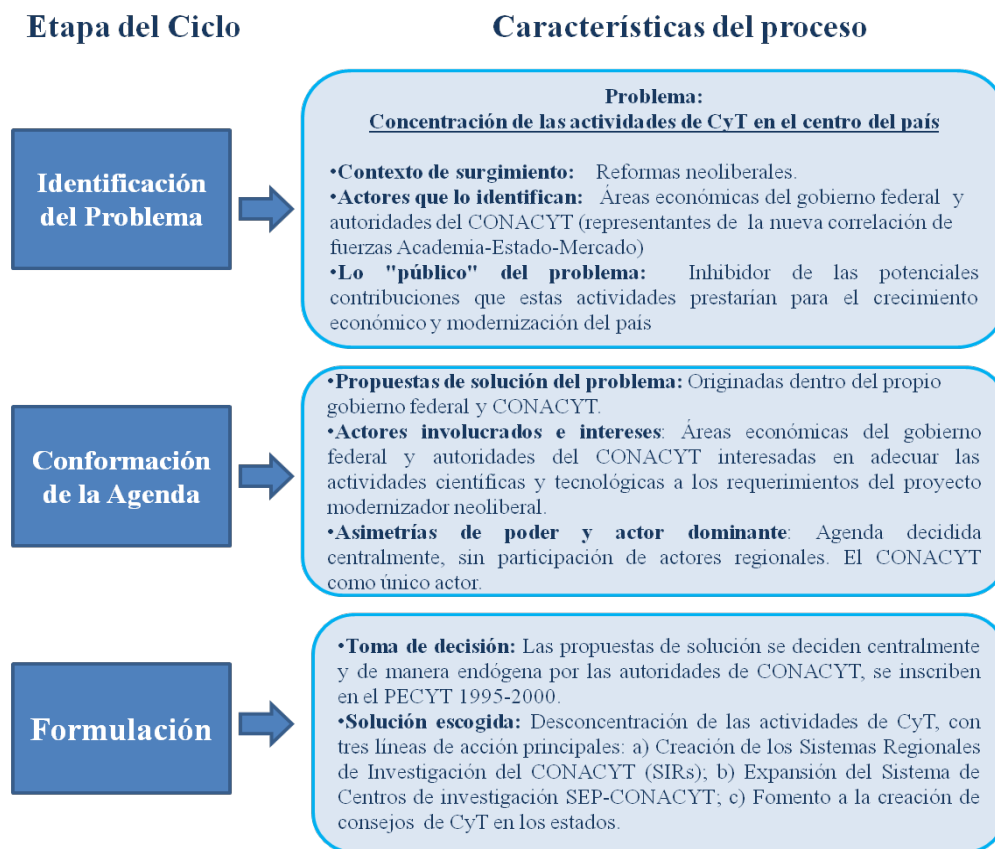 Etapa del Ciclo
Características del proceso
Identificación
del Problema
Problema:
Concentración de las actividades de CyT en el centro del país
•Contexto de surgimiento: Reformas neoliberales.
•Actores que lo identifican: Áreas económicas del gobierno federal y
autoridades del CONACYT (representantes de la nueva correlación de
fuerzas Academia-Estado-Mercado)
•Lo "público" del problema: Inhibidor de las potenciales
contribuciones que estas actividades prestarían para el crecimiento
económico y modernización del país
Conformación
de la Agenda
•Propuestas de solución del problema: Originadas dentro del propio
gobierno federal y CONACYT.
•Actores involucrados e intereses: Áreas económicas del gobierno
federal y autoridades del CONACYT interesadas en adecuar las
actividades científicas y tecnológicas a los requerimientos del proyecto
modernizador neoliberal.
•Asimetrías de poder y actor dominante: Agenda decidida
centralmente, sin participación de actores regionales. El CONACYT
como único actor.
Formulación
•Toma de decisión: Las propuestas de solución se deciden centralmente
y de manera endógena por las autoridades de CONACYT, se inscriben
en el PECYT 1995-2000.
•Solución escogida: Desconcentración de las actividades de CyT, con
tres líneas de acción principales: a) Creación de los Sistemas Regionales
de Investigación del CONACYT (SIRs); b) Expansión del Sistema de
Centros de investigación SEP-CONACYT; c) Fomento a la creación de
consejos de CyT en los estados.